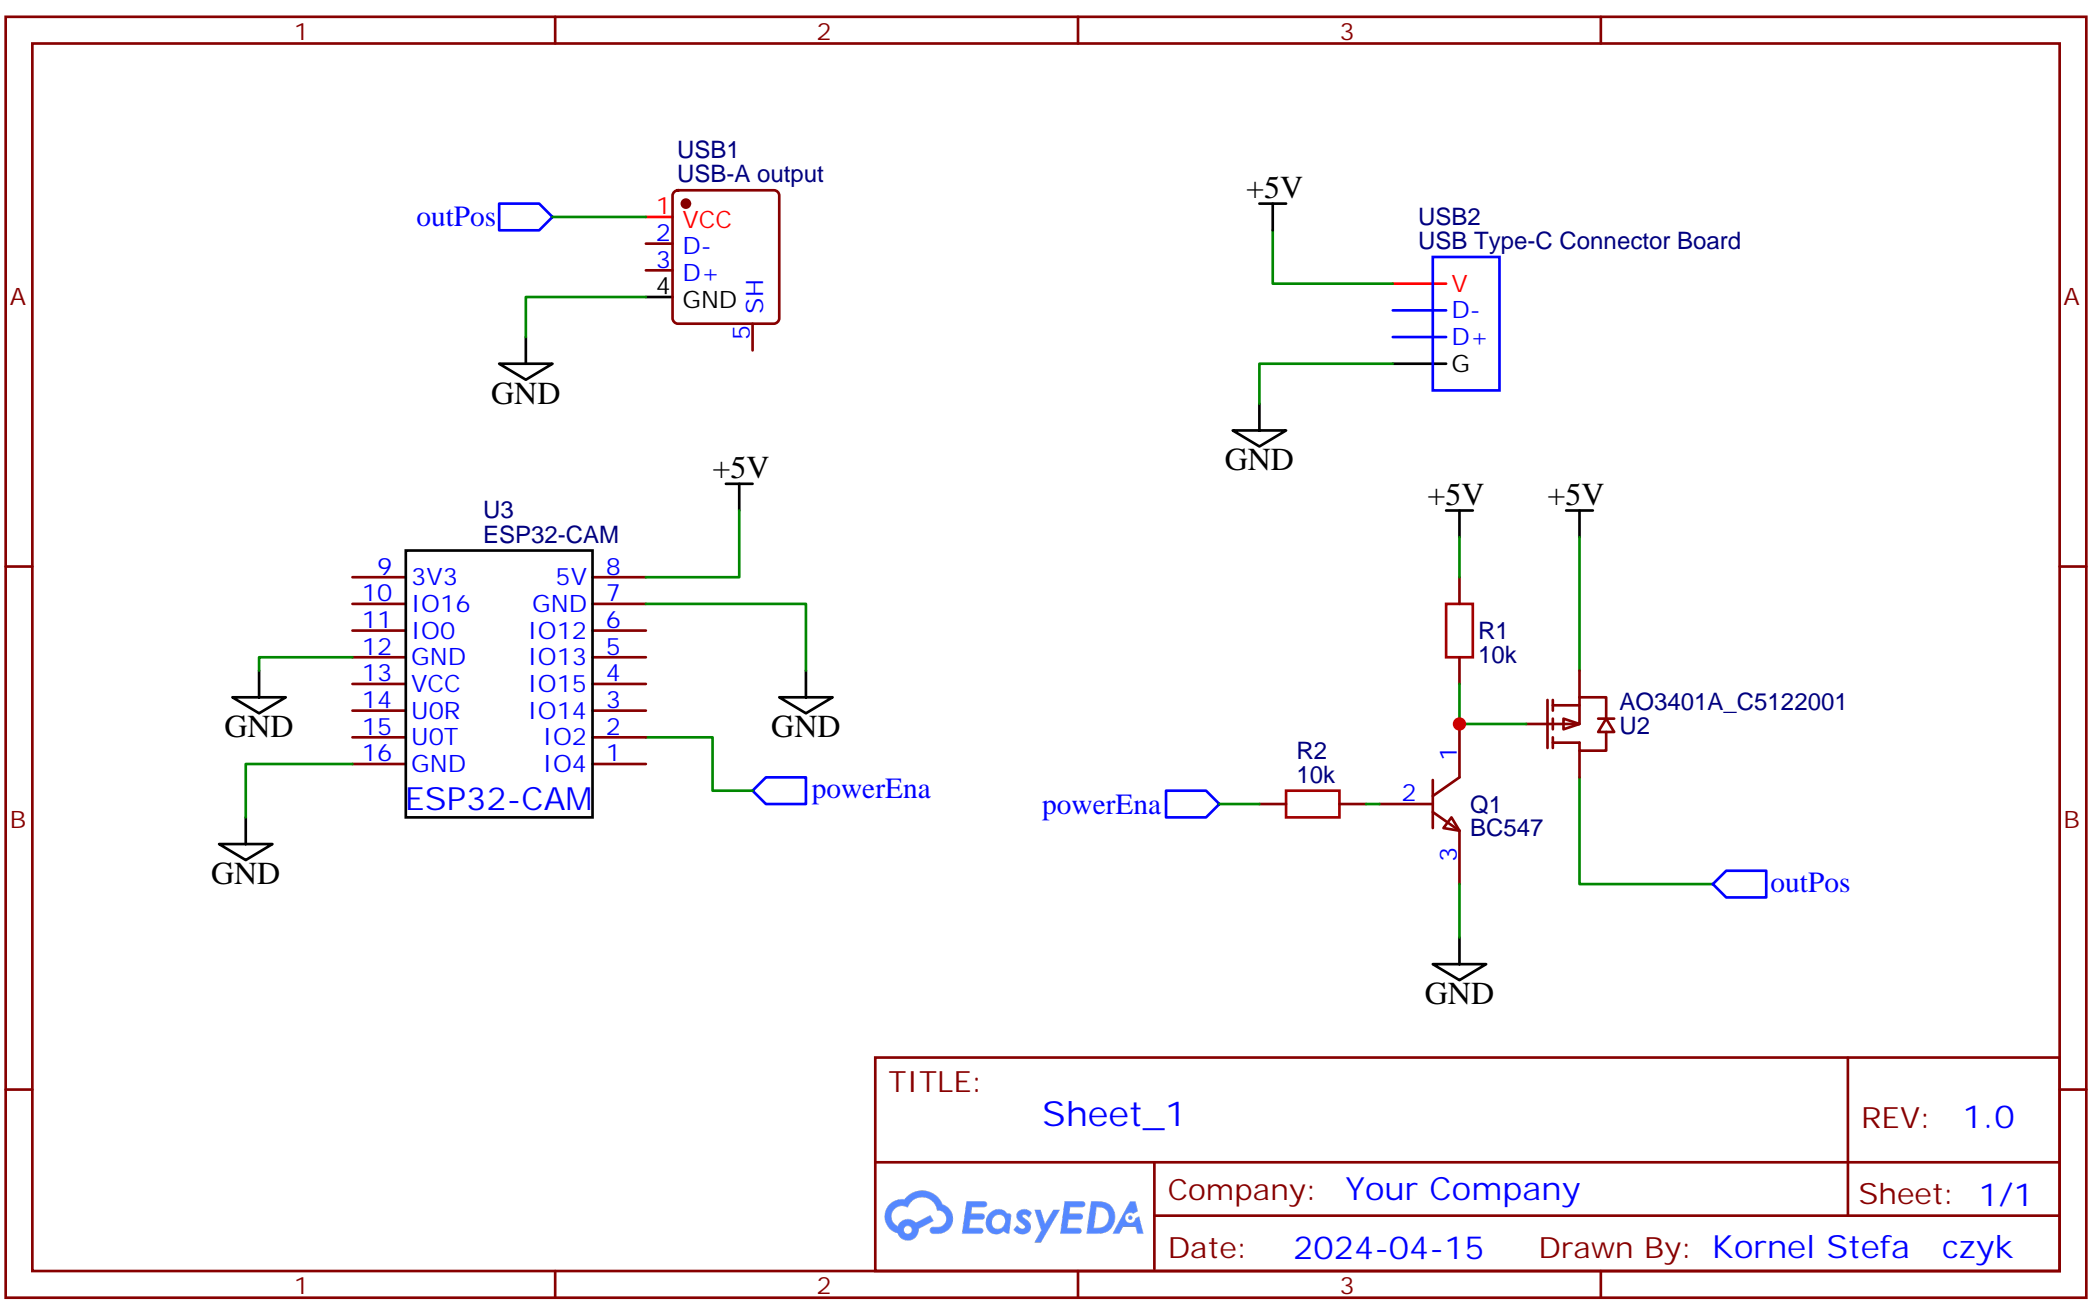 1 2 3
A A
B B
USB1
USB-A output
outPos
1 VCC
2 D-
3 D+
4 GND
SH
5
GND
+5V
USB2
USB Type-C Connector Board
V
D-
D+
G
GND
+5V
U3
ESP32-CAM
9 3V3 5V 8
10 IO16 GND 7
11 IO0 IO12 6
12 GND IO13 5
13 VCC IO15 4
14 U0R IO14 3
15 U0T IO2 2
16 GND IO4 1
ESP32-CAM
GND
GND
GND
powerEna
+5V +5V
R1
10k
AO3401A_C5122001
U2
R2
10k
powerEna
1
2
3
Q1
BC547
outPos
GND
TITLE:
Sheet_1
REV: 1.0
EasyEDA
Company: Your Company
Sheet: 1/1
Date: 2024-04-15 Drawn By: Kornel Stefa czyk
1 2 3